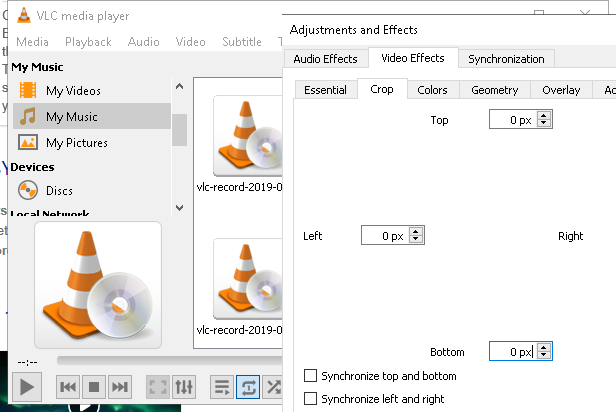 VLC media player
Media Playback Audio Video Subtitle T
My Music
My Videos
My Music
My Pictures
Devices
Discs
Local Network
vlc-record-2019-0
vlc-record-2019-0
--:--
Adjustments and Effects
Audio Effects Video Effects Synchronization
Essential Crop Colors Geometry Overlay
Top 0 px
Left 0 px Right
Bottom 0 px
Synchronize top and bottom
Synchronize left and right